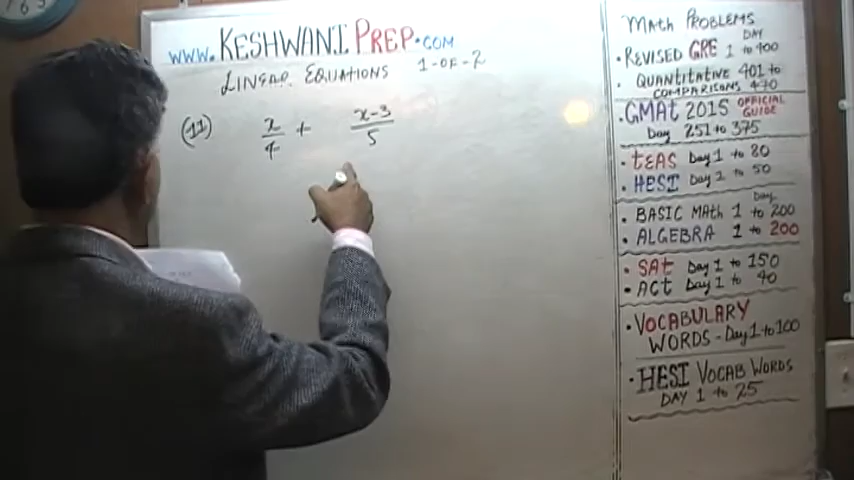 www.KESHWANI PREP.COM
LINEAR EQUATIONS 1-OF-2
(11) x/4 + x-3/5
MATH PROBLEMS
DAY
• REVISED GRE 1 to 400
• QUANTITATIVE 401 to
COMPARISONS 470
• GMAT 2015 OFFICIAL GUIDE
Day 251 to 375
• TEAS Day 1 to 80
• HESI Day 1 to 50
Day
• BASIC MATH 1 to 200
• ALGEBRA 1 to 200
• SAT Day 1 to 150
• ACT Day 1 to 40
• VOCABULARY
WORDS - Day 1 to 100
• HESI VOCAB WORDS
DAY 1 to 25